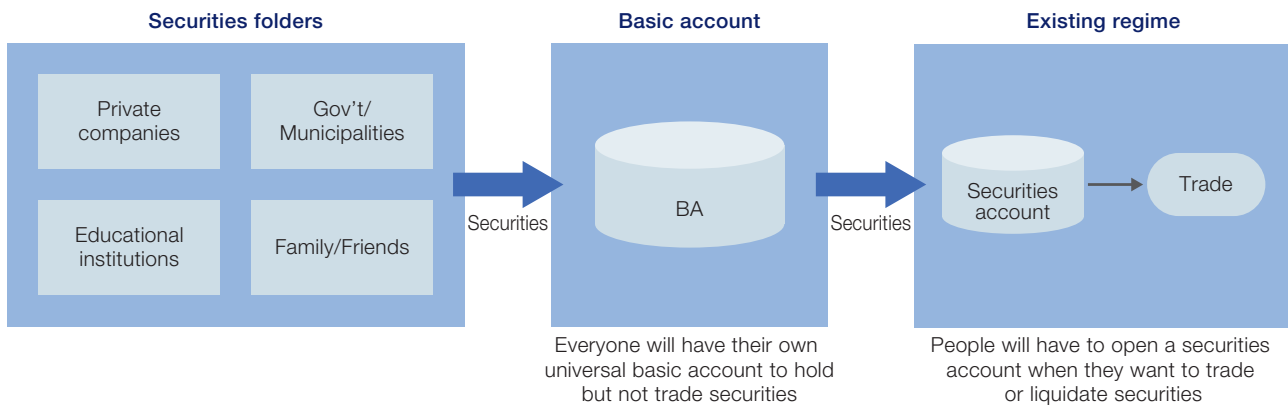 Securities folders
Private
companies
Gov't/
Municipalities
Educational
institutions
Family/Friends
Securities
Basic account
BA
Everyone will have their own
universal basic account to hold
but not trade securities
Securities
Existing regime
Securities
account
Trade
People will have to open a securities
account when they want to trade
or liquidate securities